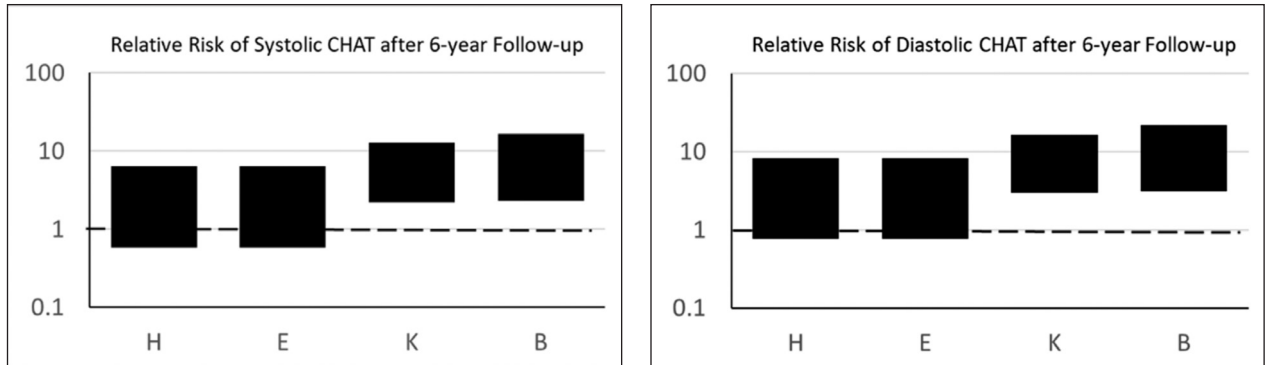 Relative Risk of Systolic CHAT after 6-year Follow-up
100
10
1
0.1
H E K B
Relative Risk of Diastolic CHAT after 6-year Follow-up
100
10
1
0.1
H E K B